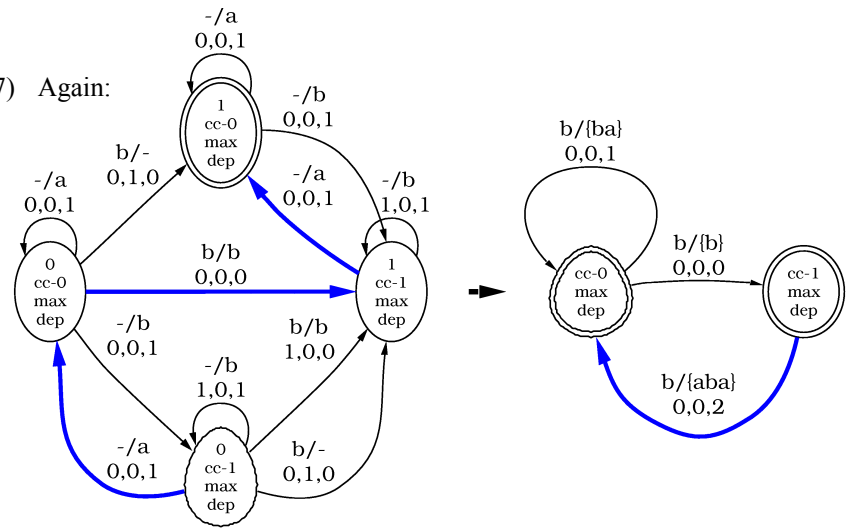 7) Again:
-/a
0,0,1
1
cc-0
max
dep
-/b
0,0,1
b/-
0,1,0
-/a
0,0,1
-/a
0,0,1
-/b
1,0,1
0
cc-0
max
dep
b/b
0,0,0
1
cc-1
max
dep
-/b
0,0,1
b/b
1,0,0
-/b
1,0,1
-/a
0,0,1
0
cc-1
max
dep
b/-
0,1,0
b/{ba}
0,0,1
cc-0
max
dep
b/{b}
0,0,0
cc-1
max
dep
b/{aba}
0,0,2